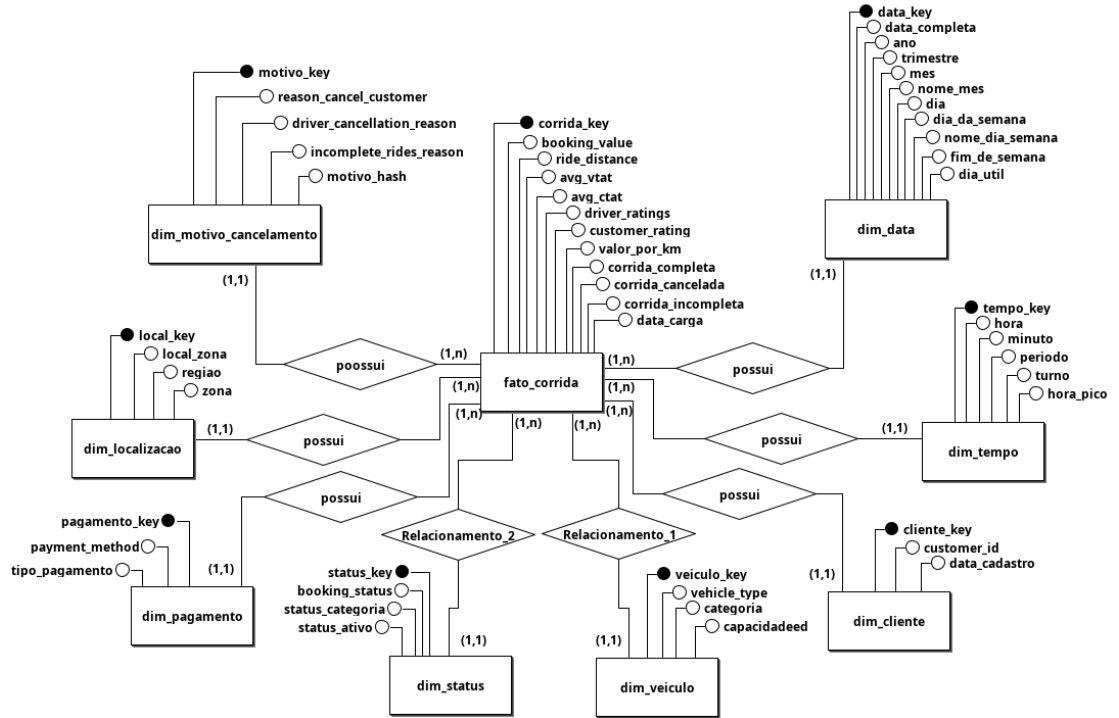 motivo_key
reason_cancel_customer
driver_cancellation_reason
incomplete_rides_reason
motivo_hash
dim_motivo_cancelamento
(1,1)
poossui
(1,n)
corrida_key
booking_value
ride_distance
avg_vtat
avg_ctat
driver_ratings
customer_rating
valor_por_km
corrida_completa
corrida_cancelada
corrida_incompleta
data_carga
fato_corrida
data_key
data_completa
ano
trimestre
mes
nome_mes
dia
dia_da_semana
nome_dia_semana
fim_de_semana
dia_util
dim_data
(1,1)
possui
(1,n)
local_key
local_zona
regiao
zona
dim_localizacao
(1,1)
possui
(1,n)
tempo_key
hora
minuto
periodo
turno
hora_pico
dim_tempo
(1,1)
possui
(1,n)
pagamento_key
payment_method
tipo_pagamento
dim_pagamento
(1,1)
possui
(1,n)
status_key
booking_status
status_categoria
status_ativo
dim_status
(1,1)
Relacionamento_2
(1,n)
veiculo_key
vehicle_type
categoria
capacidadeed
dim_veiculo
(1,1)
Relacionamento_1
(1,n)
cliente_key
customer_id
data_cadastro
dim_cliente
(1,1)
possui
(1,n)